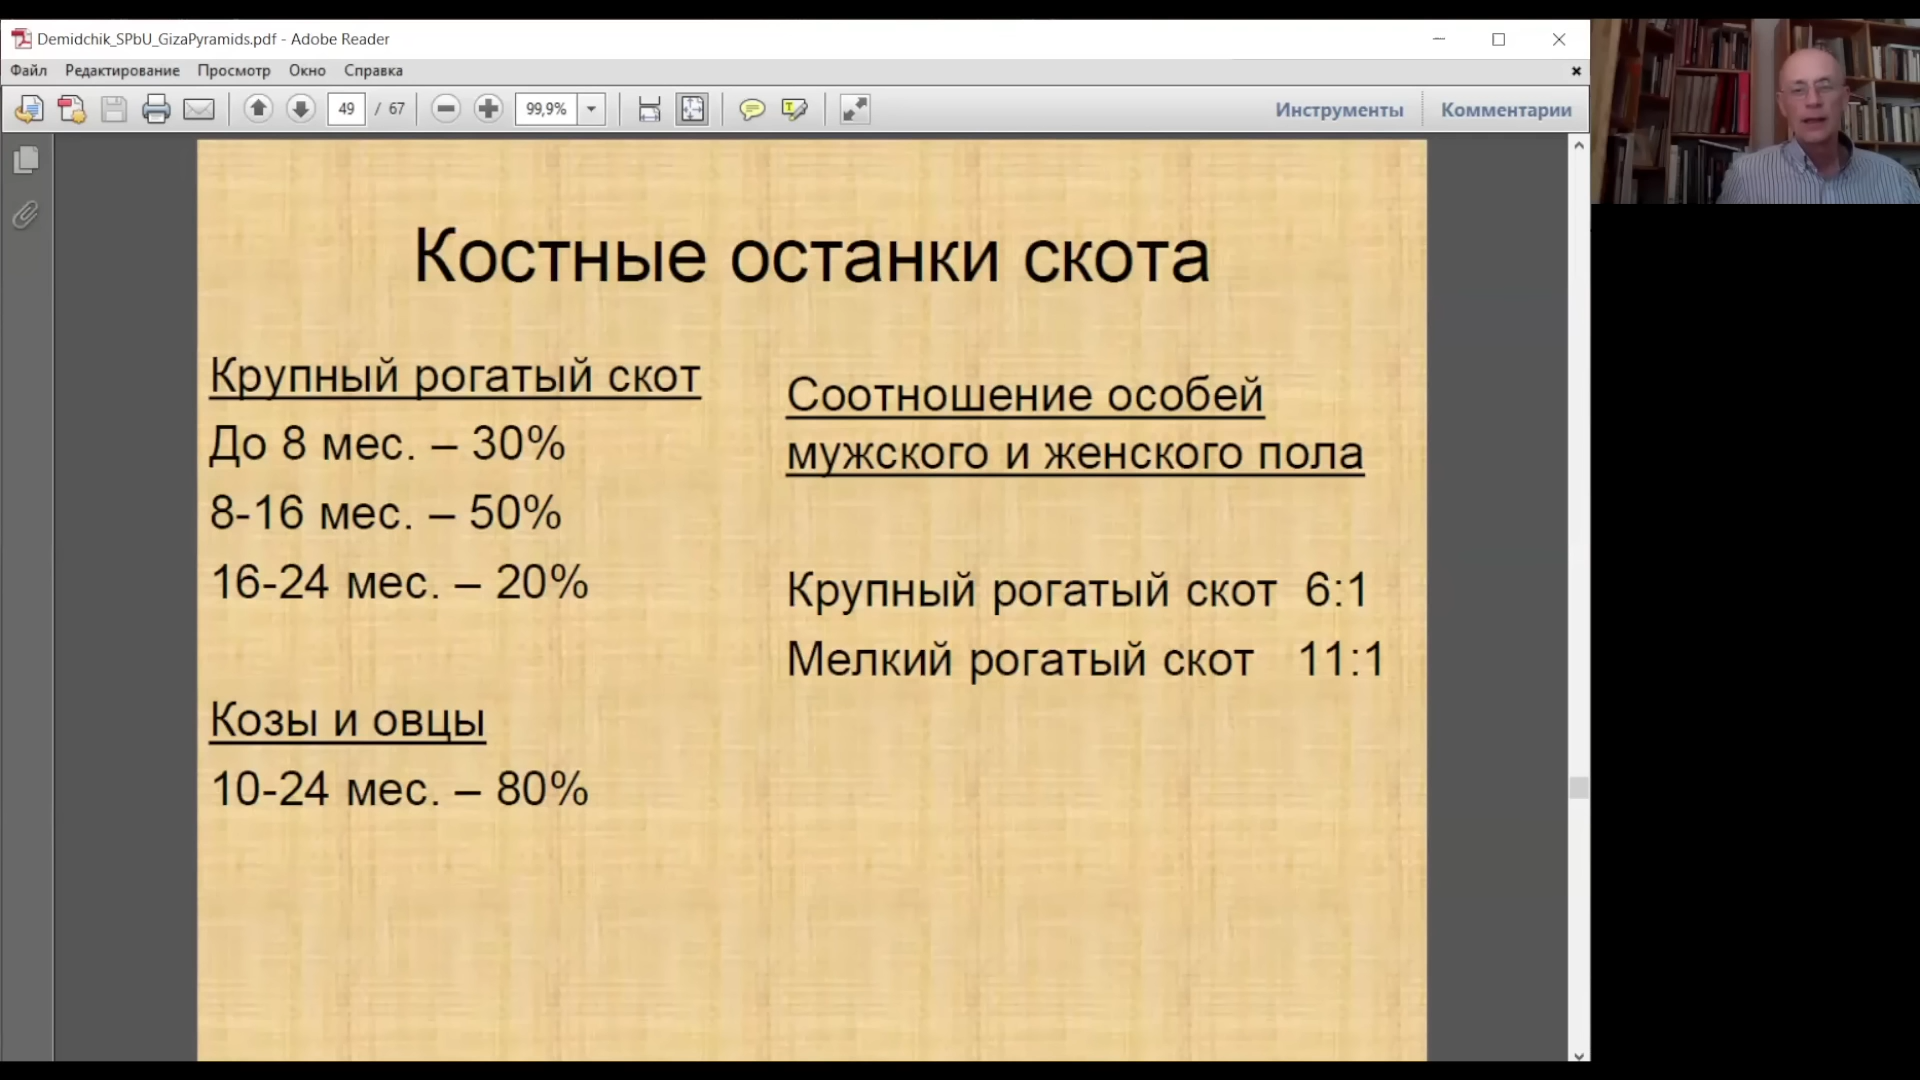 Demidchik_SPbU_GizaPyramids.pdf - Adobe Reader
Файл Редактирование Просмотр Окно Справка
49 / 67 99,9% Инструменты Комментарии
Костные останки скота
Крупный рогатый скот
До 8 мес. – 30%
8-16 мес. – 50%
16-24 мес. – 20%
Козы и овцы
10-24 мес. – 80%
Соотношение особей
мужского и женского пола
Крупный рогатый скот 6:1
Мелкий рогатый скот 11:1